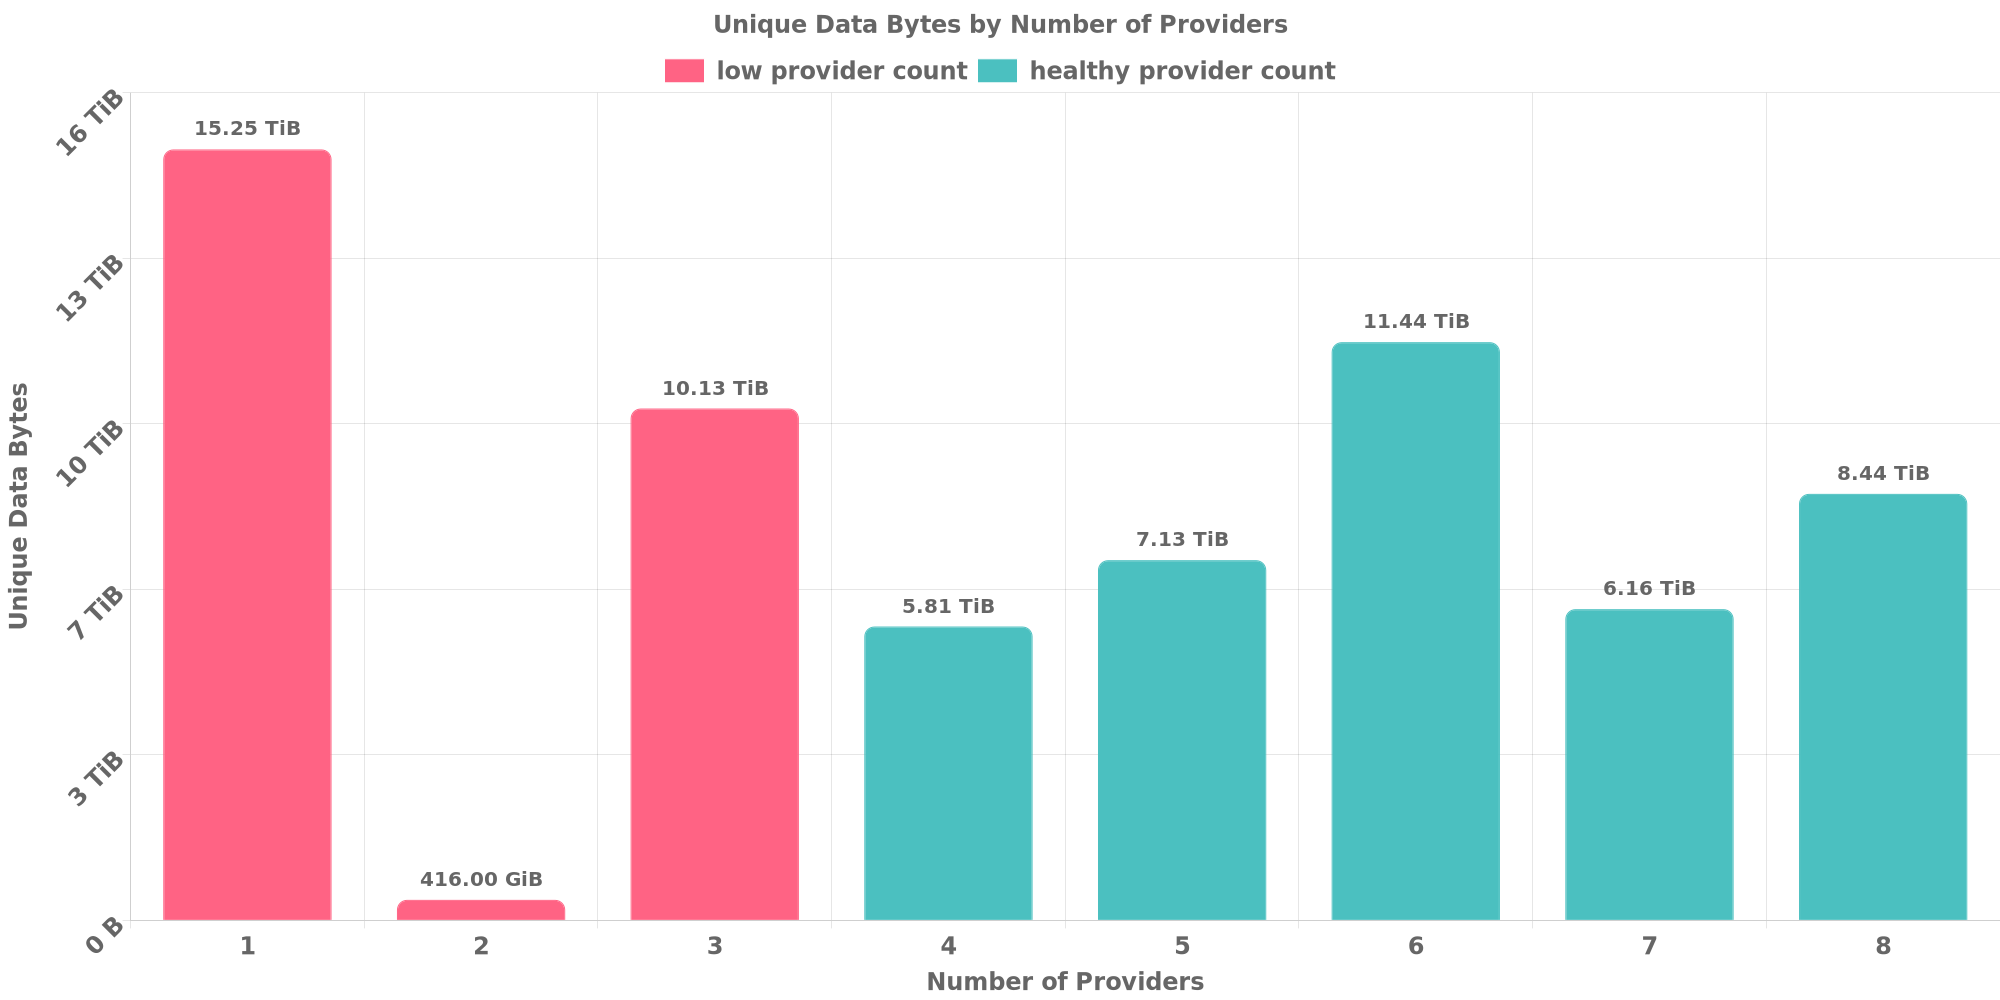 Unique Data Bytes by Number of Providers
low provider count healthy provider count
16 TiB
13 TiB
10 TiB
7 TiB
3 TiB
0 B
Unique Data Bytes
15.25 TiB
416.00 GiB
10.13 TiB
5.81 TiB
7.13 TiB
11.44 TiB
6.16 TiB
8.44 TiB
1 2 3 4 5 6 7 8
Number of Providers